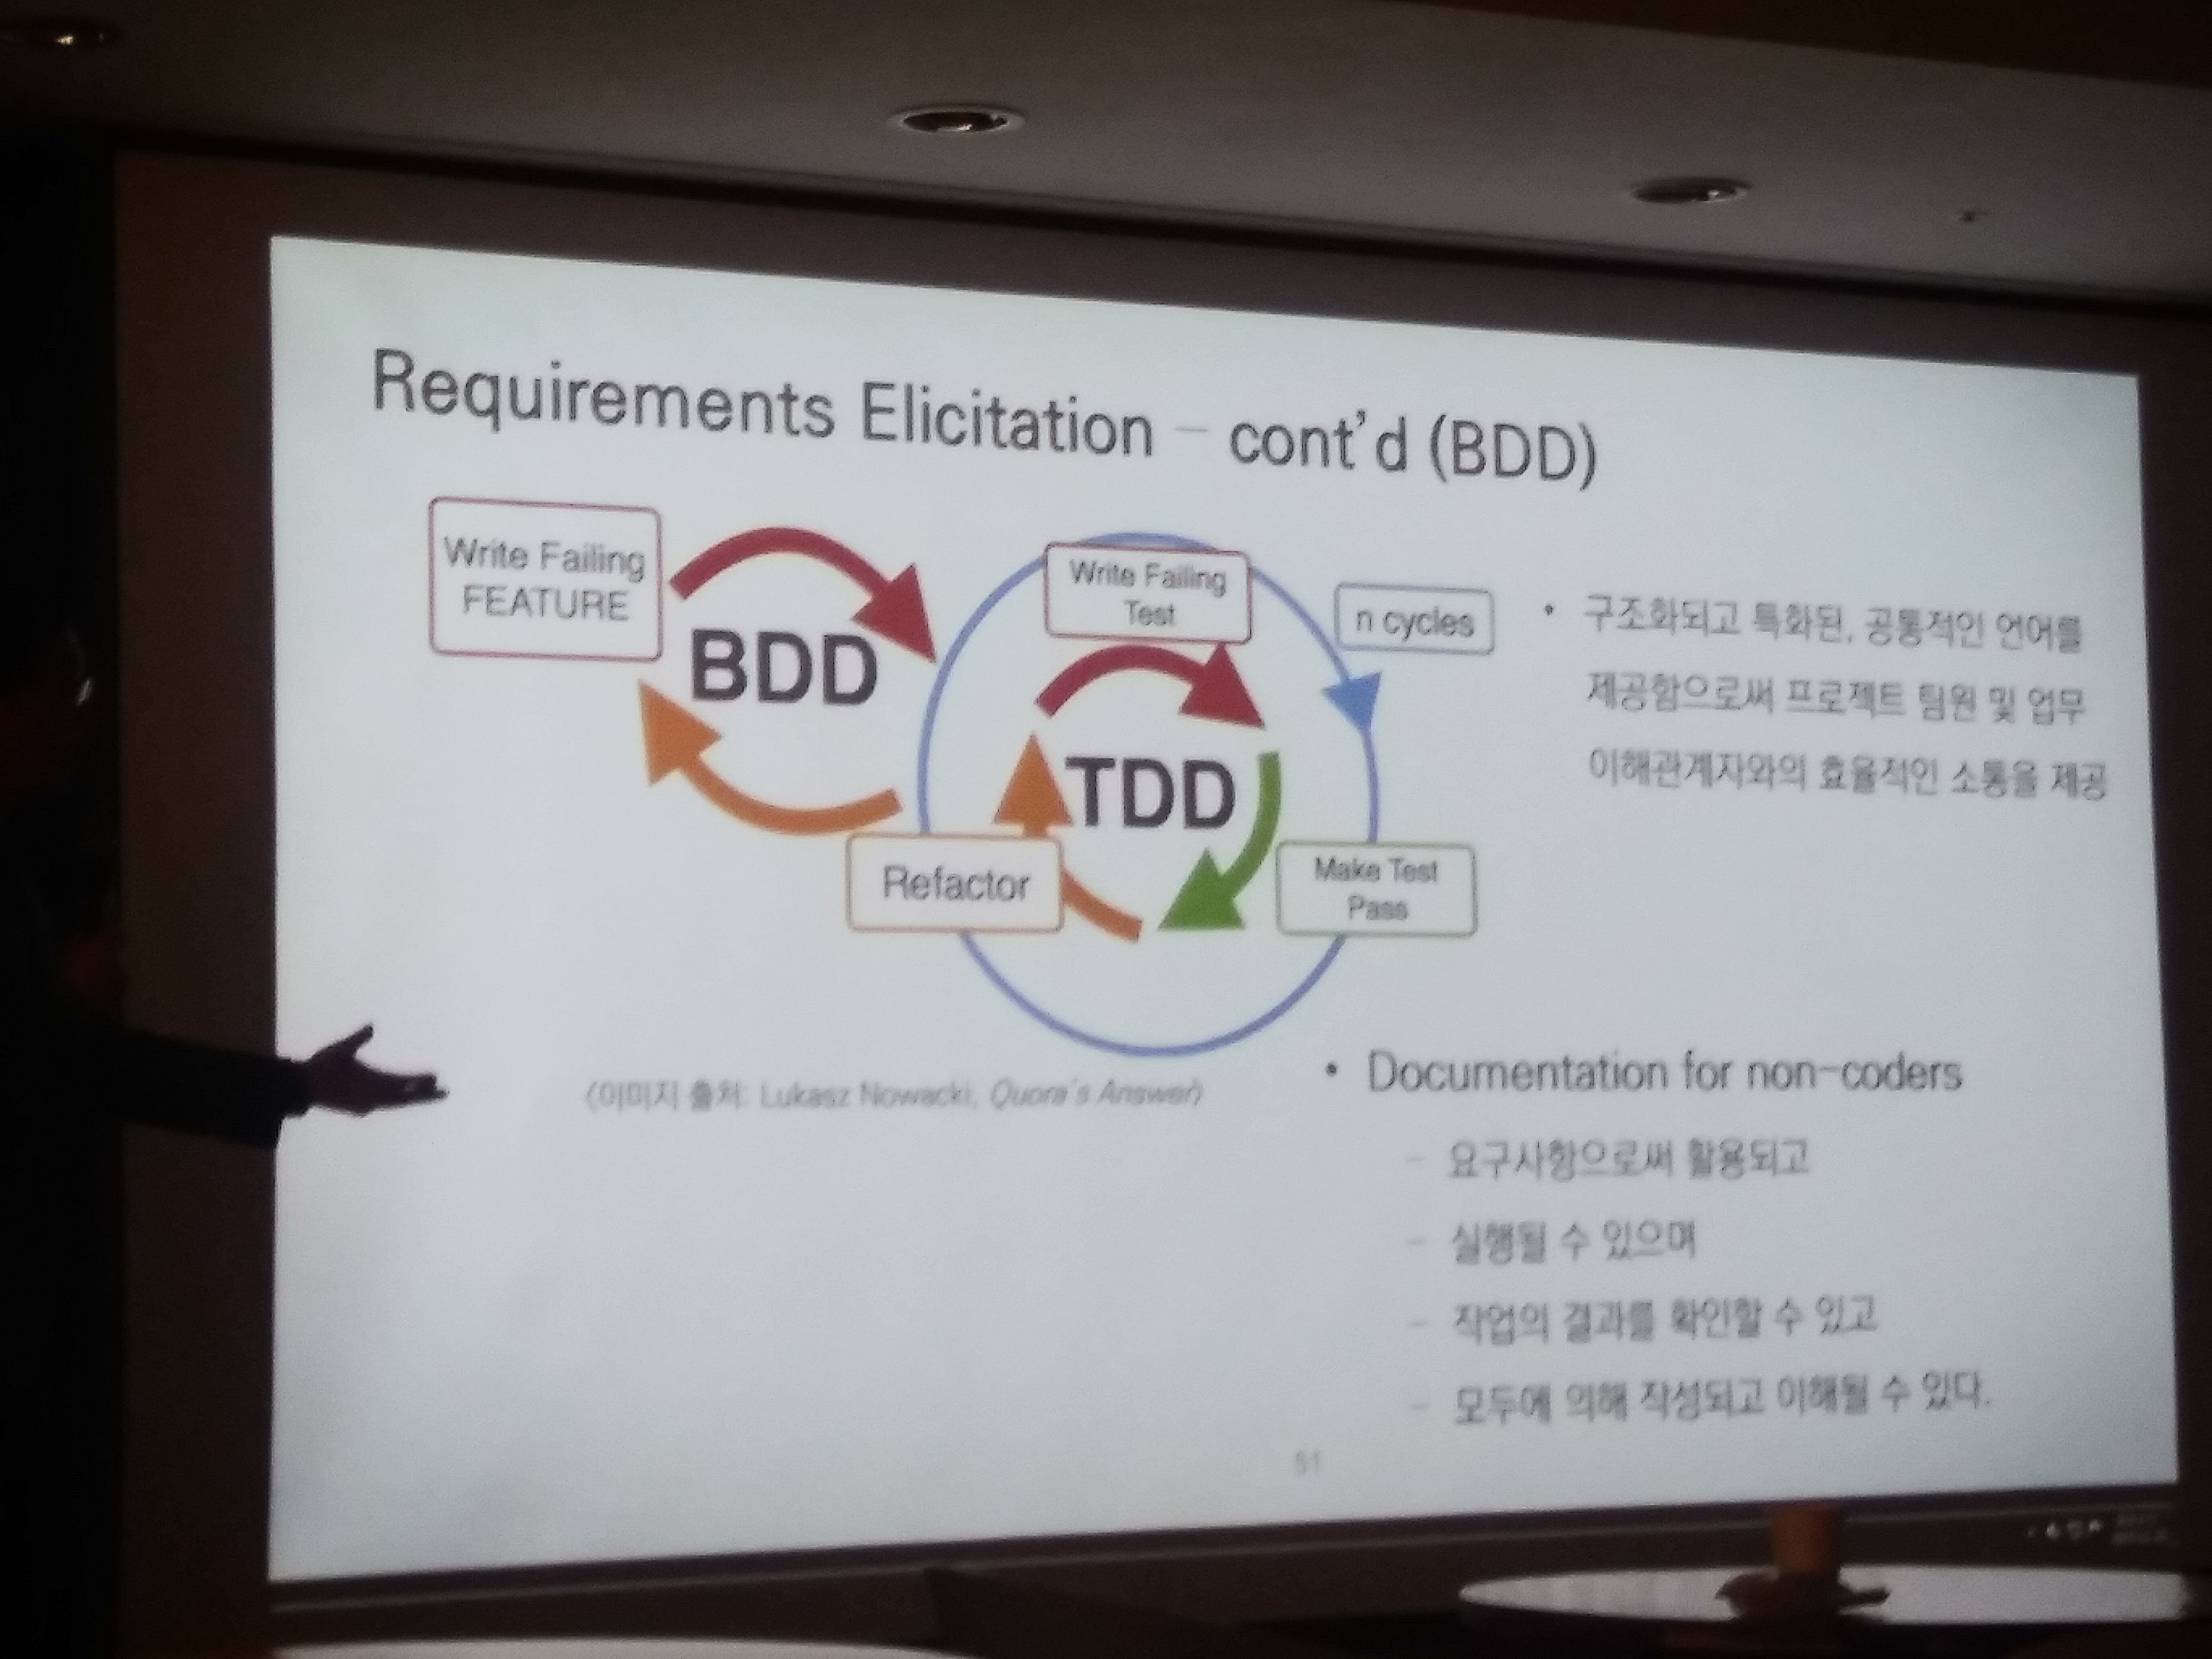 Requirements Elicitation – cont'd (BDD)
Write Failing
FEATURE
BDD
Write Failing
Test
n cycles
TDD
Refactor
Make Test
Pass
(이미지 출처: Lukasz Nowacki, Quora's Answer)
• 구조화되고 특화된, 공통적인 언어를
제공함으로써 프로젝트 팀원 및 업무
이해관계자와의 효율적인 소통을 제공
• Documentation for non-coders
– 요구사항으로써 활용되고
– 실행될 수 있으며
– 작업의 결과를 확인할 수 있고
– 모두에 의해 작성되고 이해될 수 있다.
51